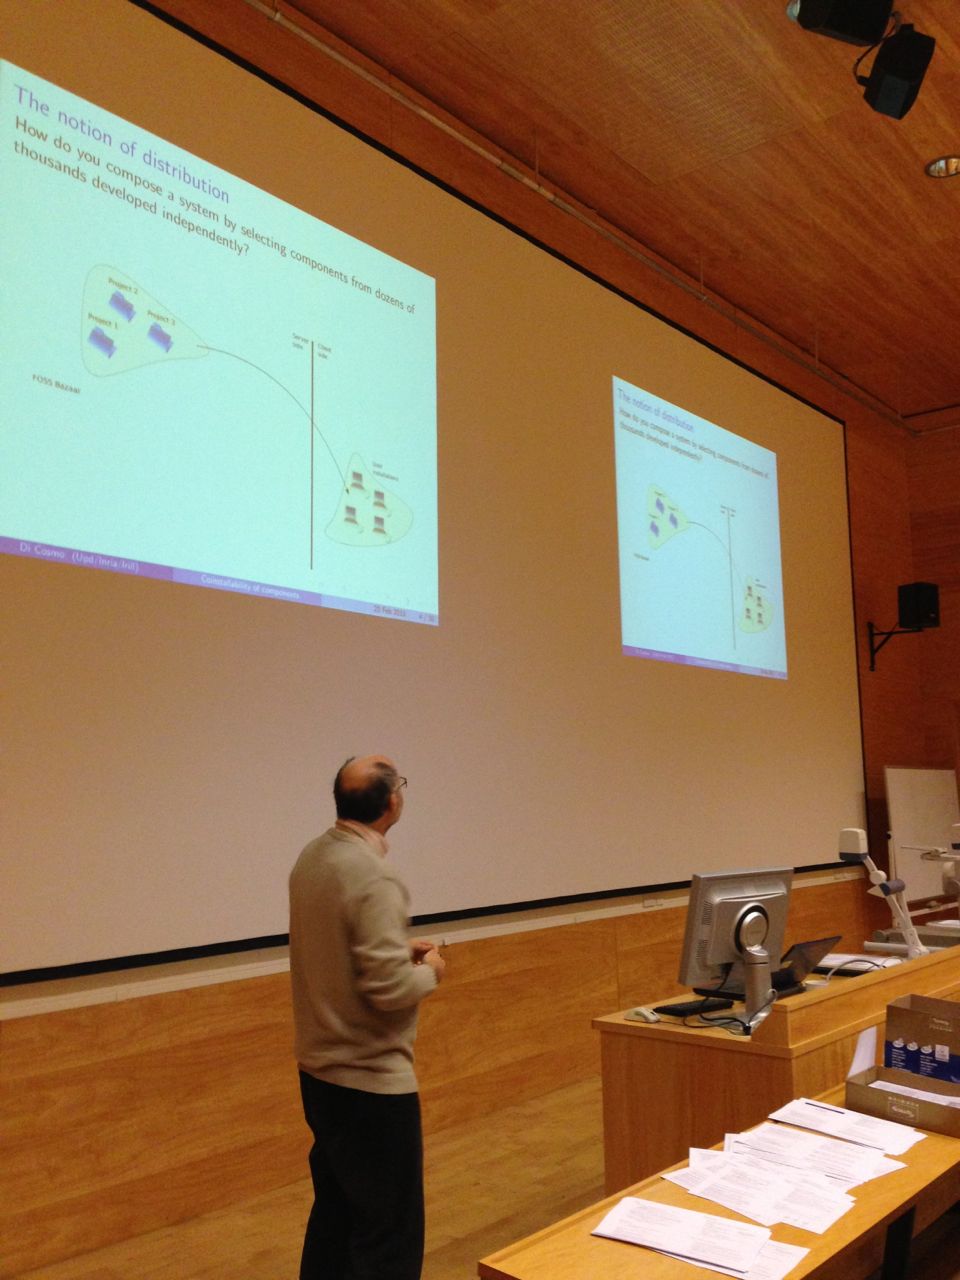 The notion of distribution
How do you compose a system by selecting components from dozens of
thousands developed independently?
Project 2
Project 3
Project 1
FOSS Bazaar
Server
side
Client
side
User
installations
Di Cosmo (Upd/Inria/Irill)
Coinstallability of components
The notion of distribution
How do you compose a system by selecting components from dozens of
thousands developed independently?